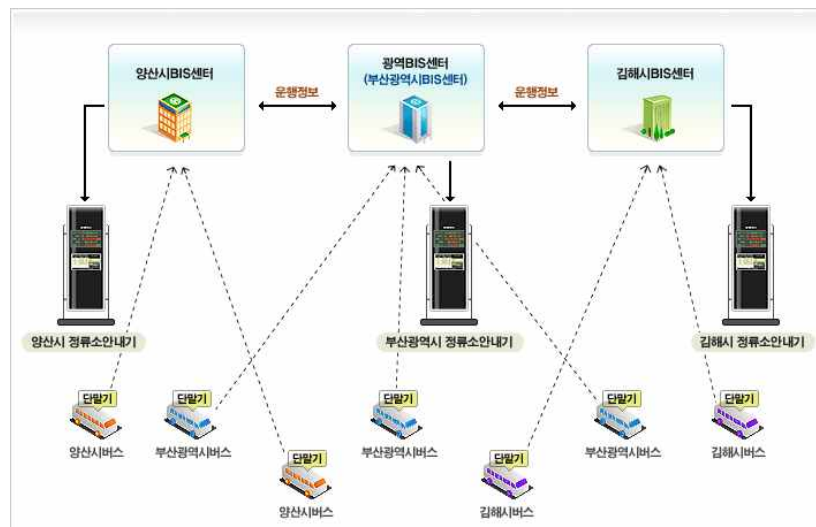 양산시BIS센터
광역BIS센터
(부산광역시BIS센터)
김해시BIS센터
운행정보
운행정보
양산시 정류소안내기
부산광역시 정류소안내기
김해시 정류소안내기
단말기
단말기
단말기
단말기
단말기
양산시버스
부산광역시버스
부산광역시버스
부산광역시버스
김해시버스
단말기
단말기
양산시버스
김해시버스